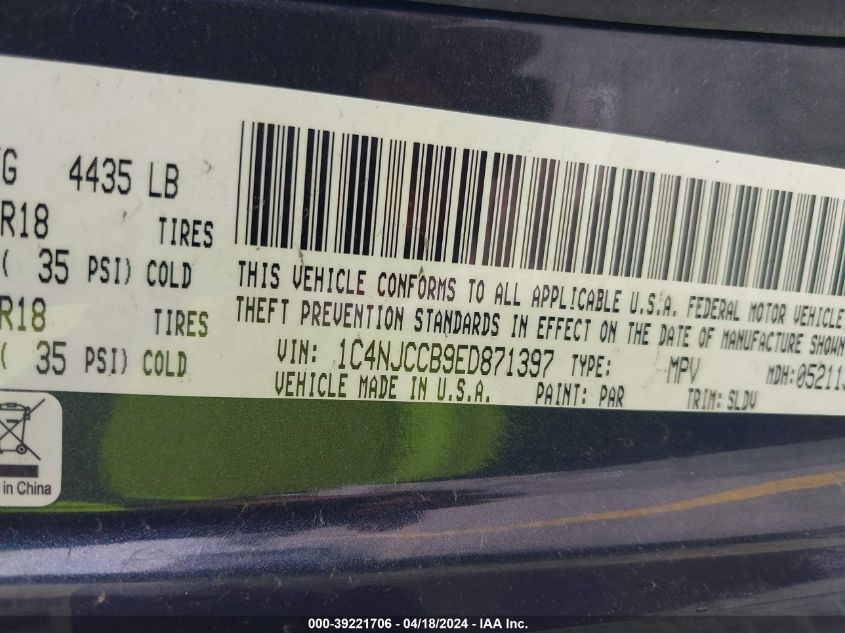 4435 LB
R18 TIRES
( 35 PSI) COLD
R18 TIRES
( 35 PSI) COLD
THIS VEHICLE CONFORMS TO ALL APPLICABLE U.S.A. FEDERAL MOTOR VEHICLE
THEFT PREVENTION STANDARDS IN EFFECT ON THE DATE OF MANUFACTURE SHOWN
VIN: 1C4NJCCB9ED871397 TYPE: MPV MDH:05211
VEHICLE MADE IN U.S.A. PAINT: PAR TRIM: SLDV
in China
000-39221706 - 04/18/2024 - IAA Inc.